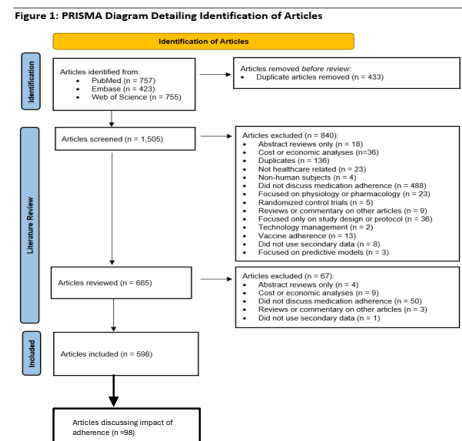 Figure 1: PRISMA Diagram Detailing Identification of Articles
Identification of Articles
Identification
Articles identified from:
• PubMed (n = 757)
• Embase (n = 423)
• Web of Science (n = 755)
Articles removed before review:
• Duplicate articles removed (n = 433)
Literature Review
Articles screened (n = 1,505)
Articles excluded (n = 840):
• Abstract reviews only (n = 18)
• Cost or economic analyses (n=36)
• Duplicates (n = 136)
• Not healthcare related (n = 23)
• Non-human subjects (n = 4)
• Did not discuss medication adherence (n = 488)
• Focused on physiology or pharmacology (n = 23)
• Randomized control trials (n = 5)
• Reviews or commentary on other articles (n = 9)
• Focused only on study design or protocol (n = 36)
• Technology management (n = 2)
• Vaccine adherence (n = 13)
• Did not use secondary data (n = 8)
• Focused on predictive models (n = 3)
Articles reviewed (n = 665)
Articles excluded (n = 67):
• Abstract reviews only (n = 4)
• Cost or economic analyses (n = 9)
• Did not discuss medication adherence (n = 50)
• Reviews or commentary on other articles (n = 3)
• Did not use secondary data (n = 1)
Included
Articles included (n = 598)
Articles discussing impact of
adherence (n =98)